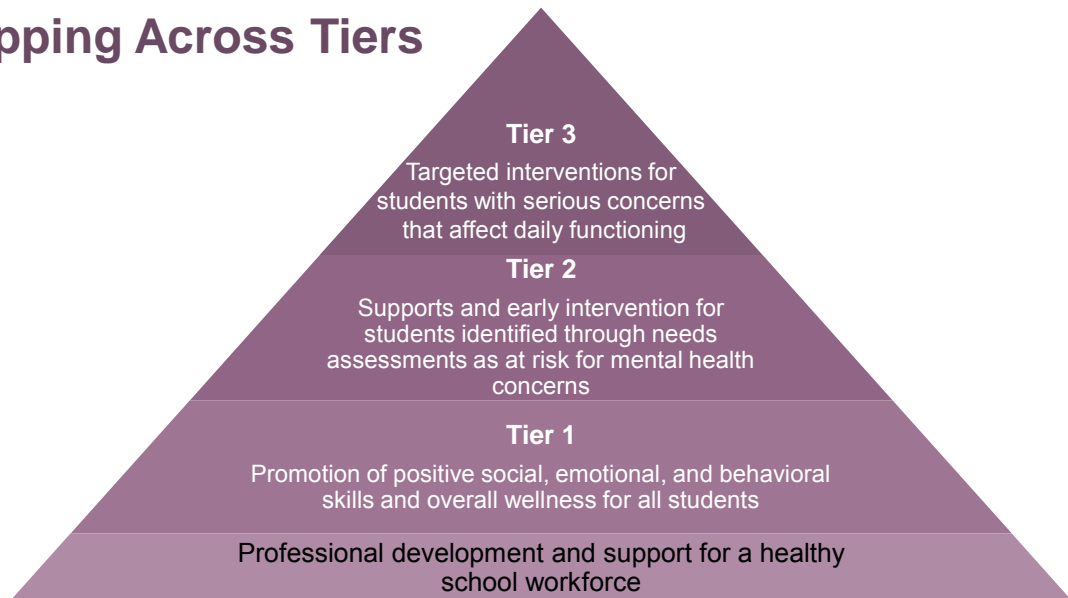 pping Across Tiers
Tier 3
Targeted interventions for
students with serious concerns
that affect daily functioning
Tier 2
Supports and early intervention for
students identified through needs
assessments as at risk for mental health
concerns
Tier 1
Promotion of positive social, emotional, and behavioral
skills and overall wellness for all students
Professional development and support for a healthy
school workforce